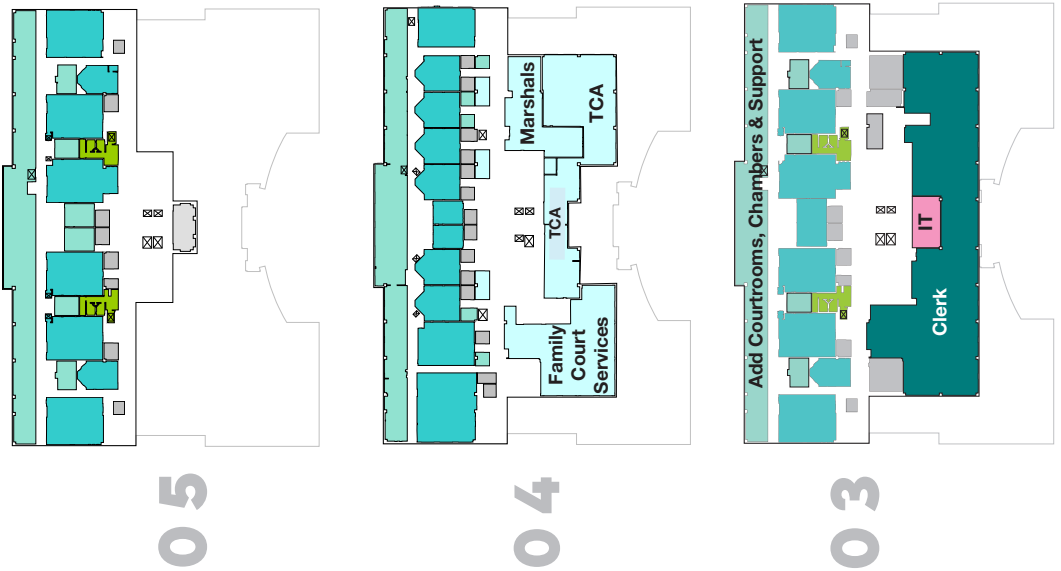 05
04
Marshals
TCA
TCA
Family
Court
Services
03
Add Courtrooms, Chambers & Support
IT
Clerk